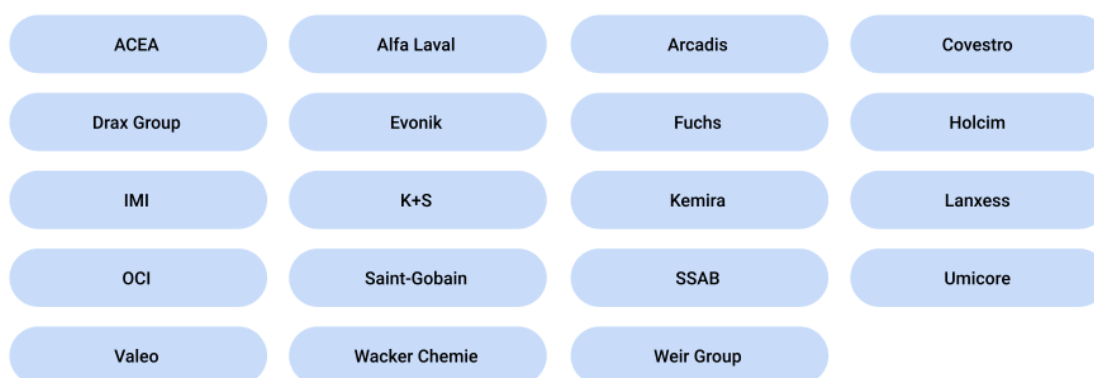 ACEA
Alfa Laval
Arcadis
Covestro
Drax Group
Evonik
Fuchs
Holcim
IMI
K+S
Kemira
Lanxess
OCI
Saint-Gobain
SSAB
Umicore
Valeo
Wacker Chemie
Weir Group